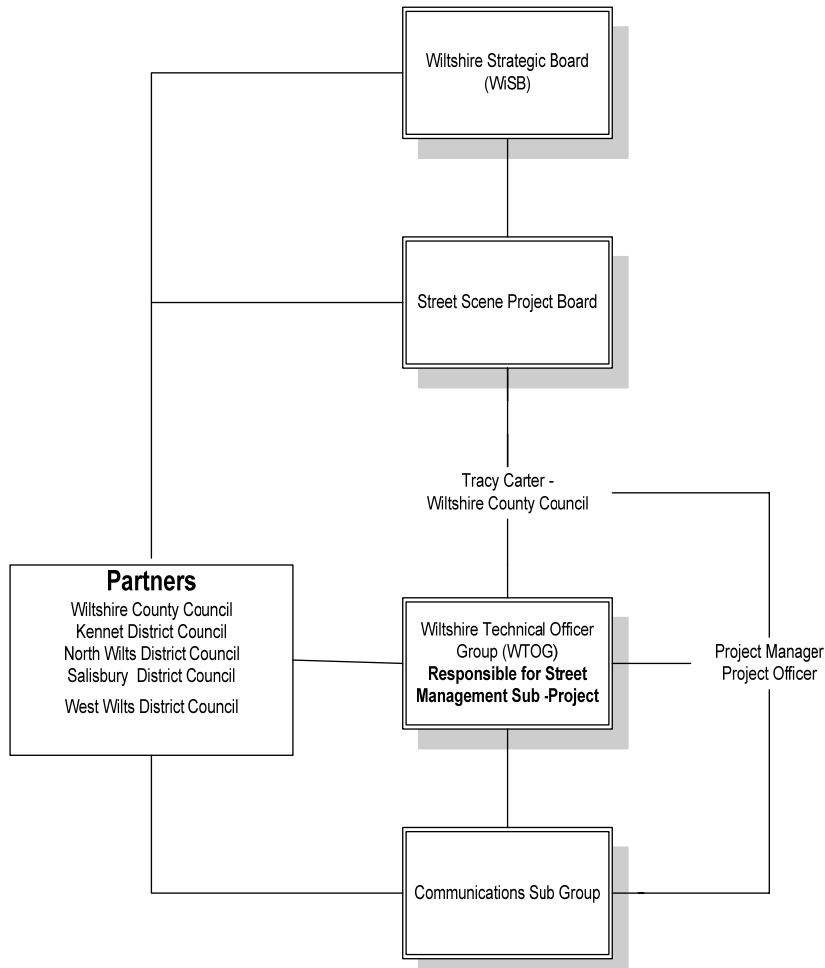 Wiltshire Strategic Board
(WiSB)
Street Scene Project Board
Tracy Carter -
Wiltshire County Council
Partners
Wiltshire County Council
Kennet District Council
North Wilts District Council
Salisbury District Council
West Wilts District Council
Wiltshire Technical Officer
Group (WTOG)
Responsible for Street
Management Sub -Project
Project Manager
Project Officer
Communications Sub Group